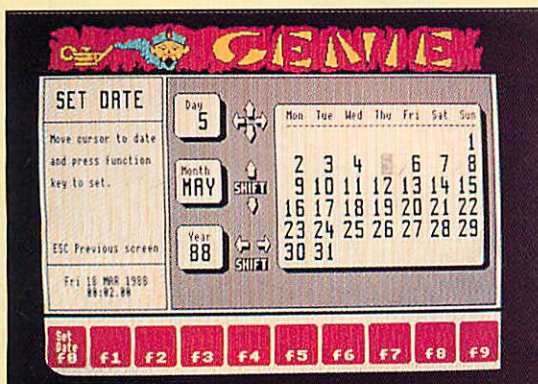 GENIE
SET DATE
Move cursor to date
and press function
key to set.
ESC Previous screen
Fri 18 MAR 1988
00:02.00
Day
5
Month
MAY
SHIFT
Year
88
SHIFT
Mon Tue Wed Thu Fri Sat Sun
1
2 3 4 5 6 7 8
9 10 11 12 13 14 15
16 17 18 19 20 21 22
23 24 25 26 27 28 29
30 31
Set
Date
f0 f1 f2 f3 f4 f5 f6 f7 f8 f9